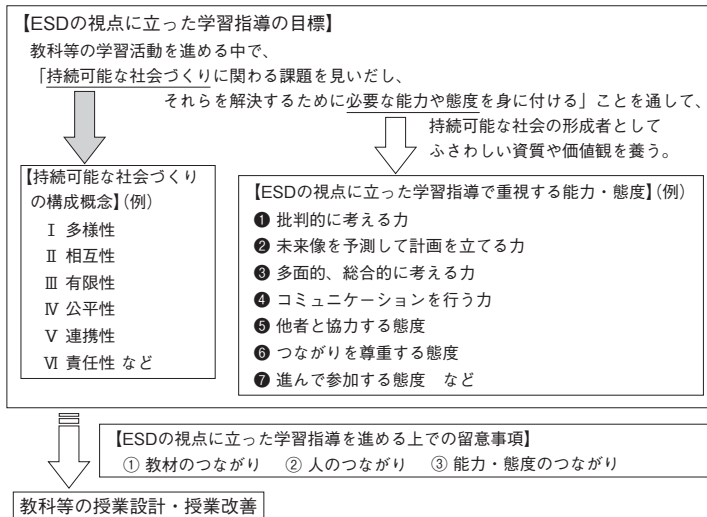 【ESDの視点に立った学習指導の目標】
教科等の学習活動を進める中で、
「持続可能な社会づくりに関わる課題を見いだし、
それらを解決するために必要な能力や態度を身に付ける」ことを通して、
持続可能な社会の形成者として
ふさわしい資質や価値観を養う。
【持続可能な社会づくり
の構成概念】(例)
Ⅰ 多様性
Ⅱ 相互性
Ⅲ 有限性
Ⅳ 公平性
Ⅴ 連携性
Ⅵ 責任性 など
【ESDの視点に立った学習指導で重視する能力・態度】(例)
❶ 批判的に考える力
❷ 未来像を予測して計画を立てる力
❸ 多面的、総合的に考える力
❹ コミュニケーションを行う力
❺ 他者と協力する態度
❻ つながりを尊重する態度
❼ 進んで参加する態度 など
【ESDの視点に立った学習指導を進める上での留意事項】
① 教材のつながり ② 人のつながり ③ 能力・態度のつながり
教科等の授業設計・授業改善